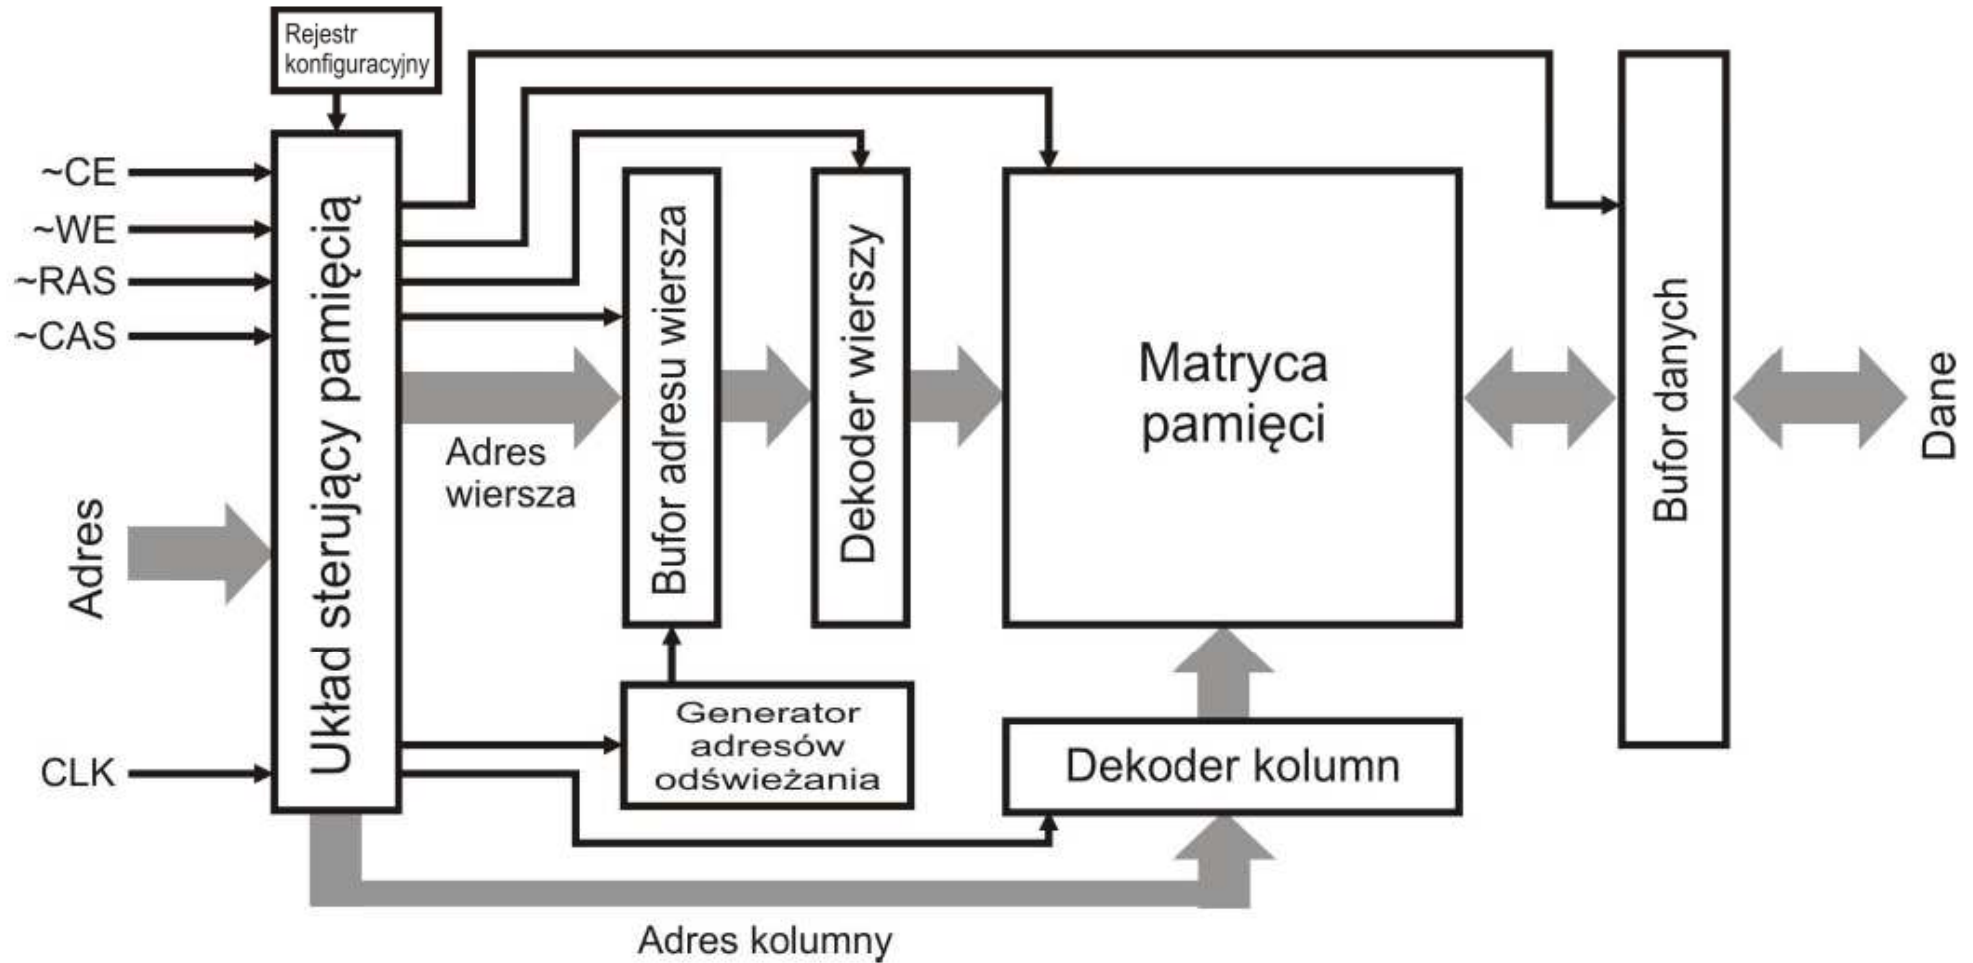 Rejestr
konfiguracyjny
~CE
~WE
~RAS
~CAS
Adres
CLK
Układ sterujący pamięcią
Adres
wiersza
Bufor adresu wiersza
Dekoder wierszy
Matryca
pamięci
Bufor danych
Dane
Generator
adresów
odświeżania
Dekoder kolumn
Adres kolumny